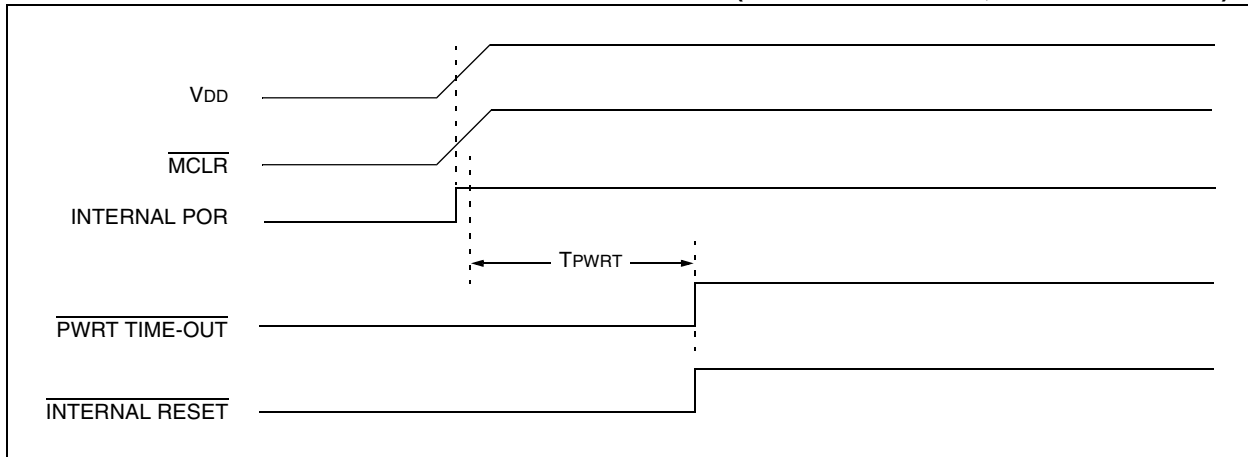 VDD
MCLR
INTERNAL POR
TPWRT
PWRT TIME-OUT
INTERNAL RESET